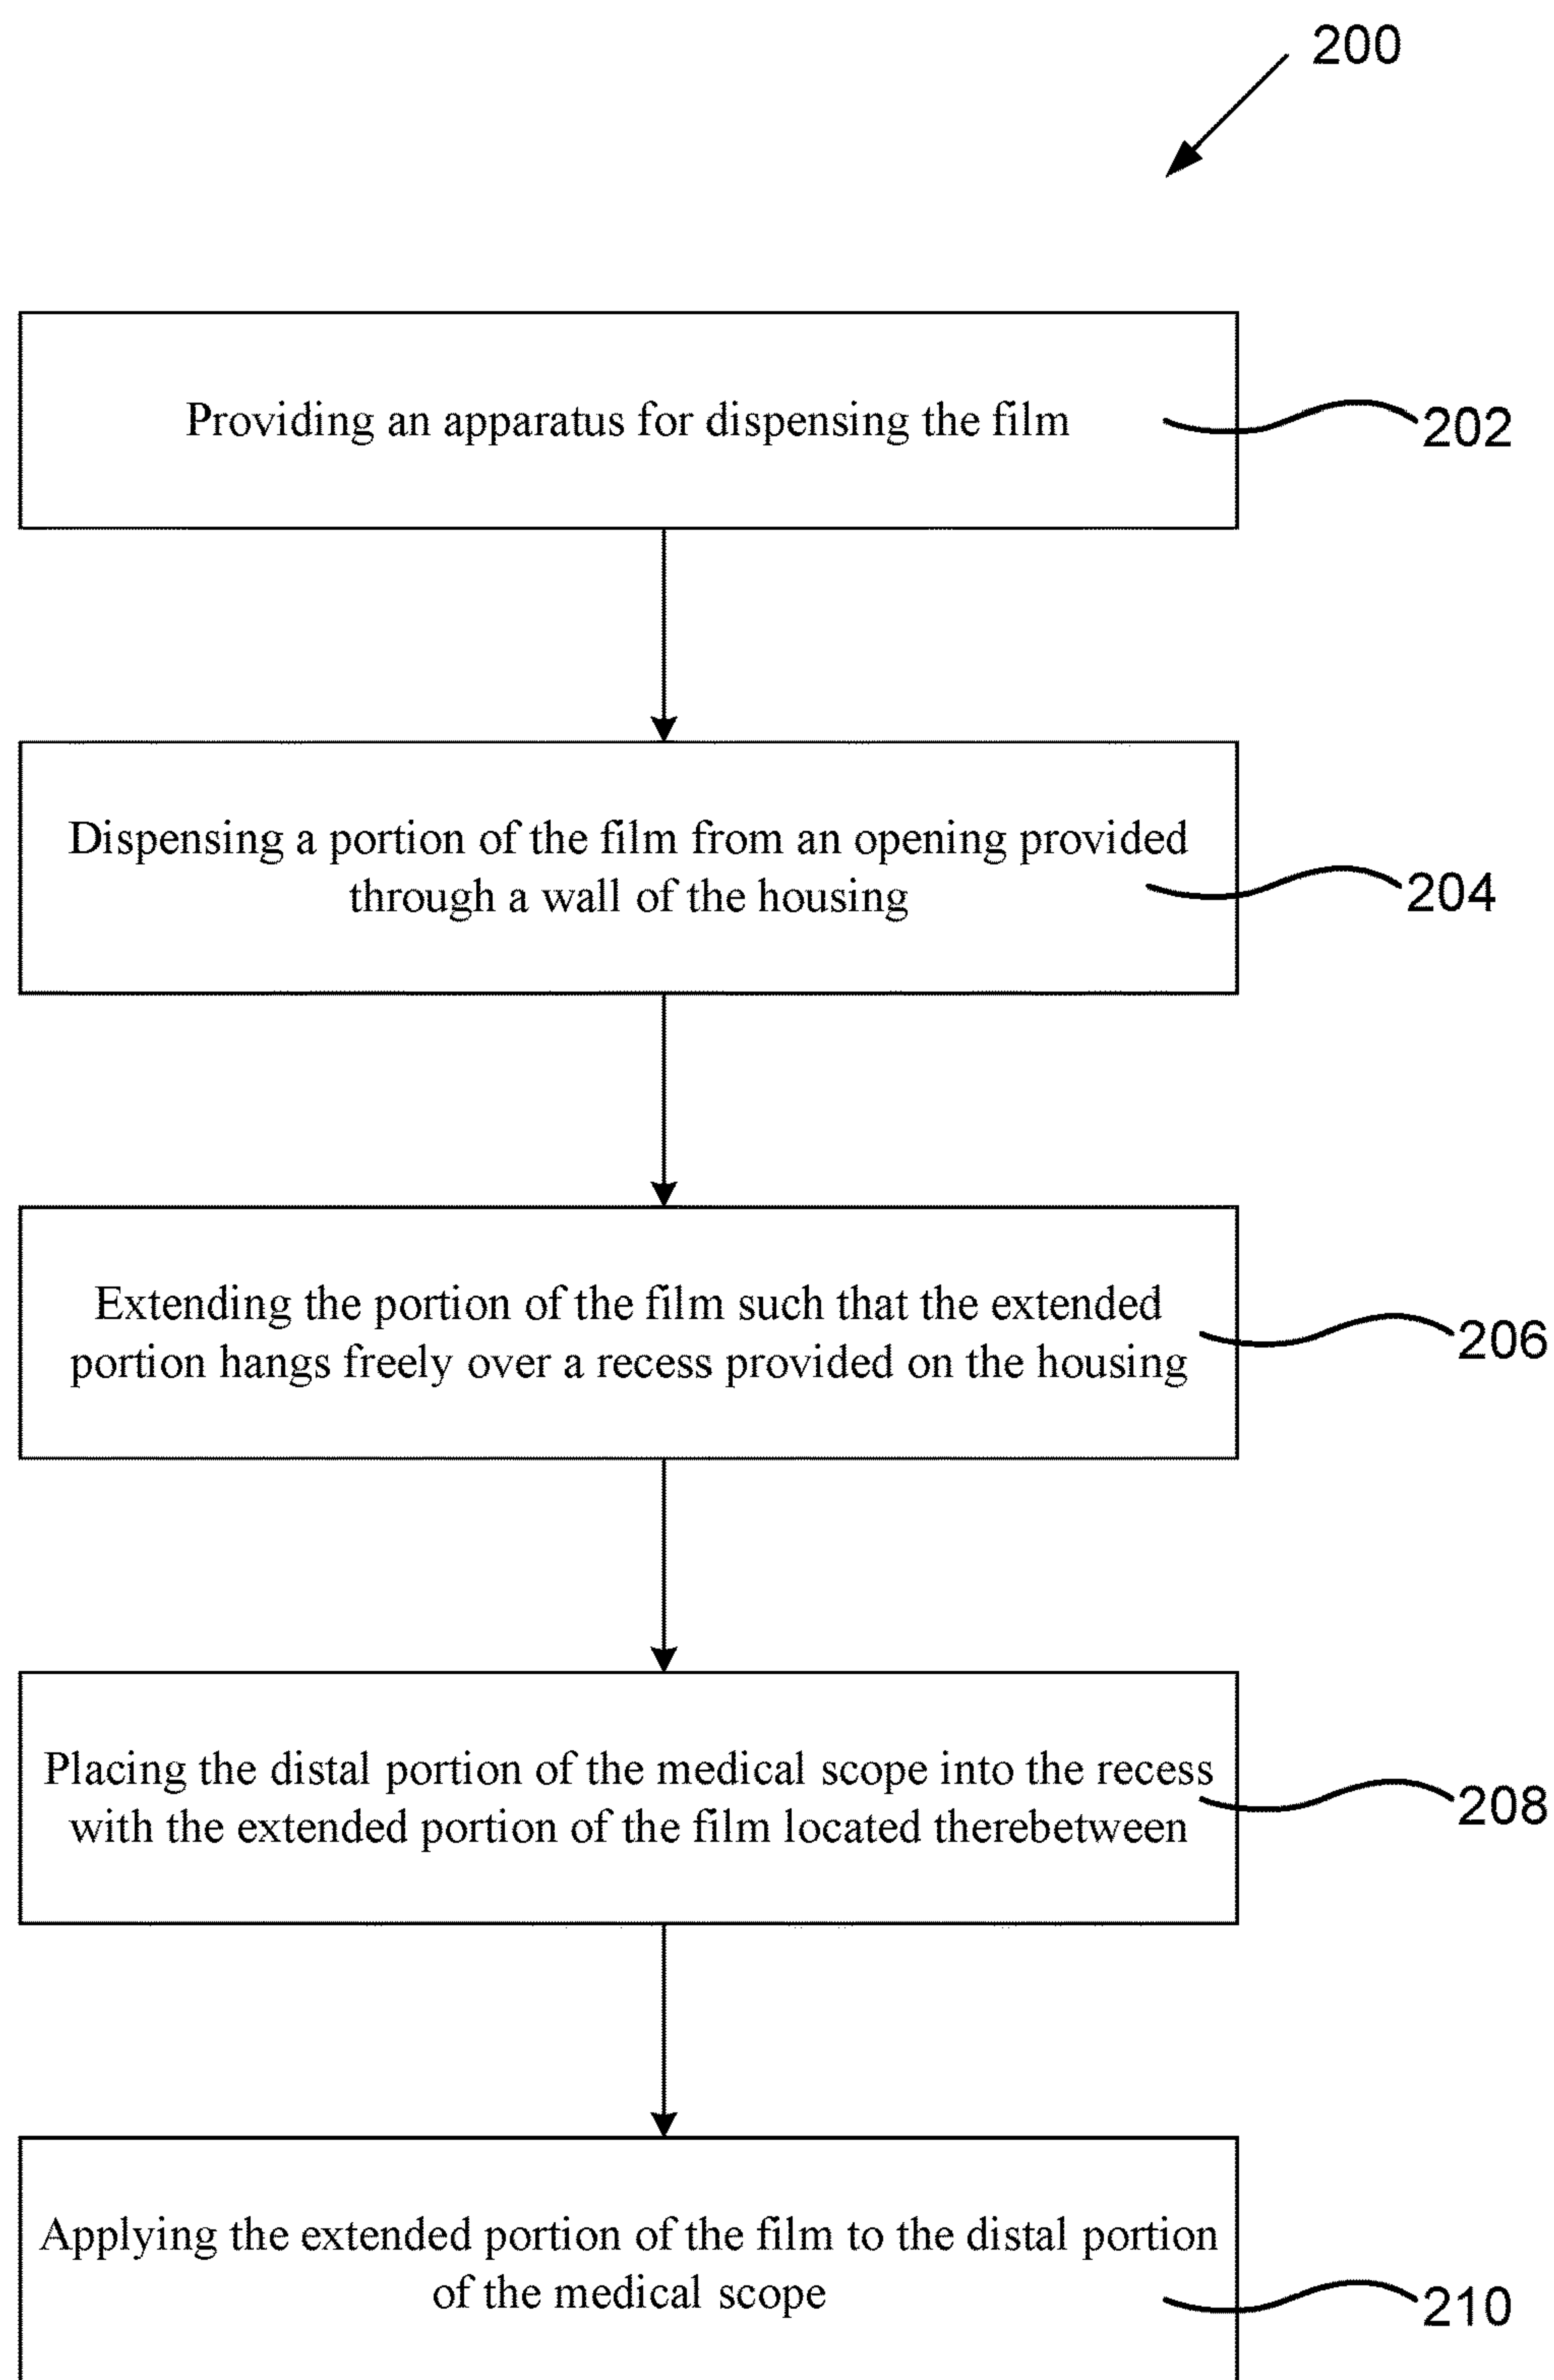 200
Providing an apparatus for dispensing the film
202
Dispensing a portion of the film from an opening provided
through a wall of the housing
204
Extending the portion of the film such that the extended
portion hangs freely over a recess provided on the housing
206
Placing the distal portion of the medical scope into the recess
with the extended portion of the film located therebetween
208
Applying the extended portion of the film to the distal portion
of the medical scope
210